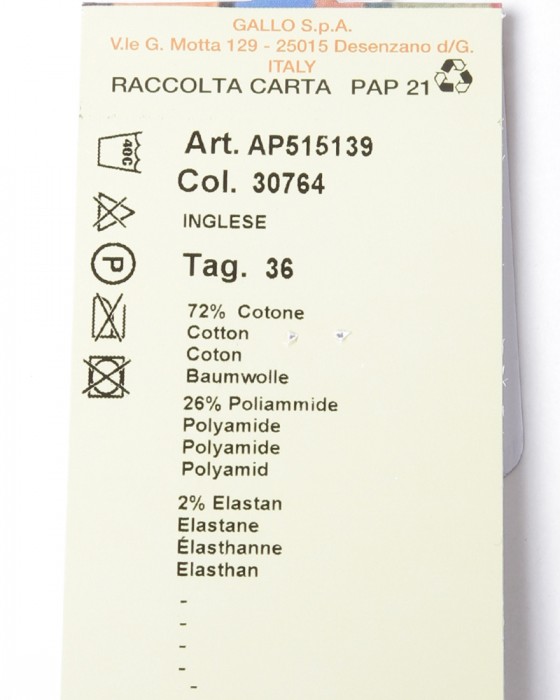 GALLO S.p.A.
V.le G. Motta 129 - 25015 Desenzano d/G.
ITALY
RACCOLTA CARTA PAP 21
40C
Art. AP515139
Col. 30764
INGLESE
P
Tag. 36
72% Cotone
Cotton
Coton
Baumwolle
26% Poliammide
Polyamide
Polyamide
Polyamid
2% Elastan
Elastane
Élasthanne
Elasthan
-
-
-
-
-